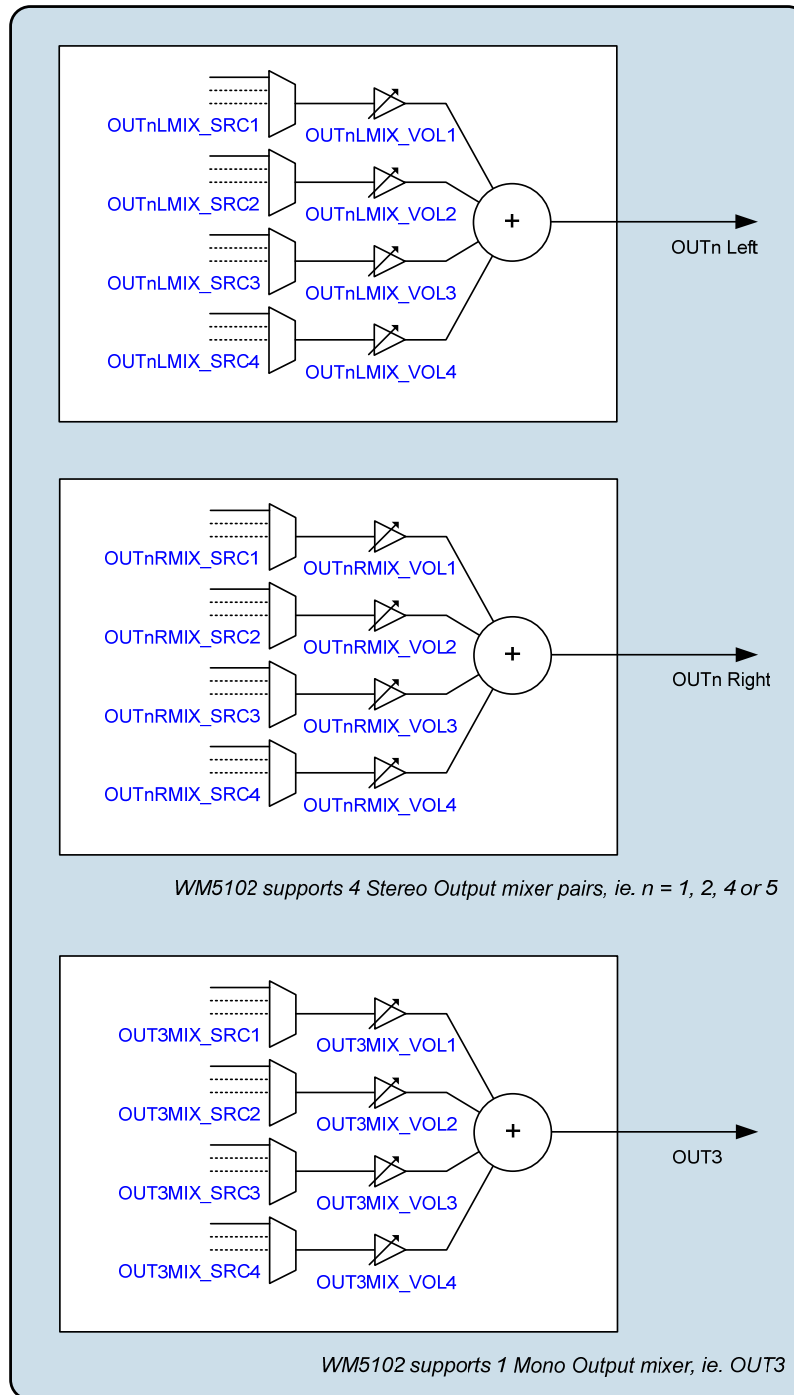 OUTnLMIX_SRC1
OUTnLMIX_VOL1
OUTnLMIX_SRC2
OUTnLMIX_VOL2
+
OUTn Left
OUTnLMIX_SRC3
OUTnLMIX_VOL3
OUTnLMIX_SRC4
OUTnLMIX_VOL4
OUTnRMIX_SRC1
OUTnRMIX_VOL1
OUTnRMIX_SRC2
OUTnRMIX_VOL2
+
OUTn Right
OUTnRMIX_SRC3
OUTnRMIX_VOL3
OUTnRMIX_SRC4
OUTnRMIX_VOL4
WM5102 supports 4 Stereo Output mixer pairs, ie. n = 1, 2, 4 or 5
OUT3MIX_SRC1
OUT3MIX_VOL1
OUT3MIX_SRC2
OUT3MIX_VOL2
+
OUT3
OUT3MIX_SRC3
OUT3MIX_VOL3
OUT3MIX_SRC4
OUT3MIX_VOL4
WM5102 supports 1 Mono Output mixer, ie. OUT3